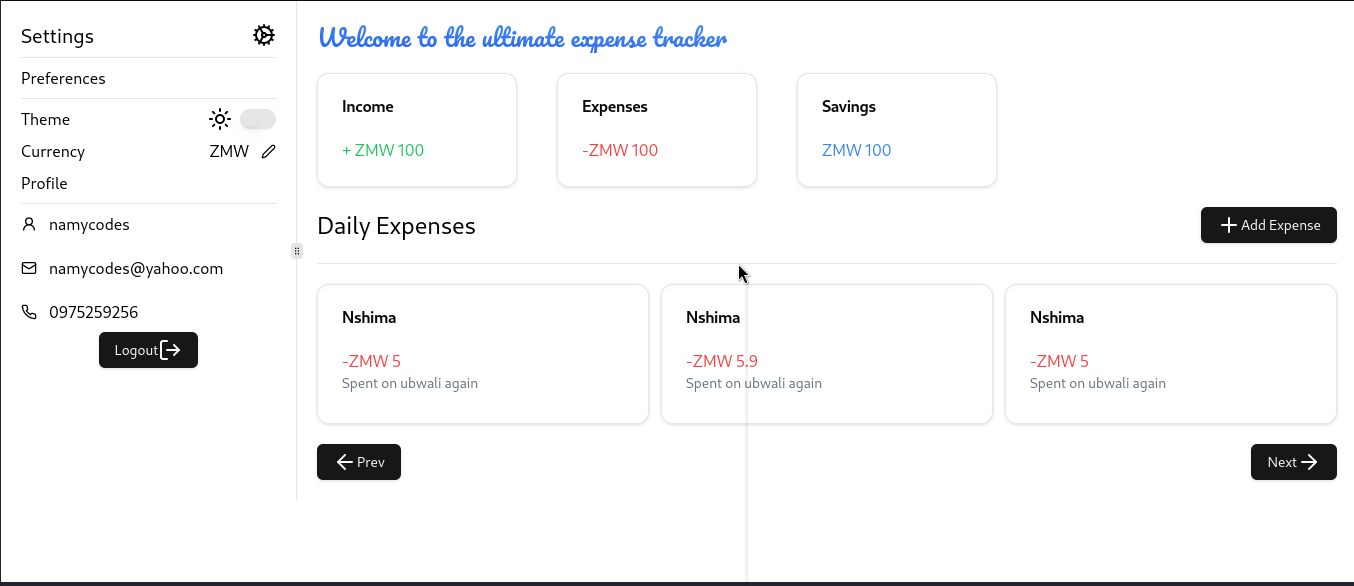 Settings
Preferences
Theme
Currency ZMW
Profile
namycodes
namycodes@yahoo.com
0975259256
Logout
Welcome to the ultimate expense tracker
Income
+ ZMW 100
Expenses
-ZMW 100
Savings
ZMW 100
Daily Expenses
Add Expense
Nshima
-ZMW 5
Spent on ubwali again
Nshima
-ZMW 5.9
Spent on ubwali again
Nshima
-ZMW 5
Spent on ubwali again
Prev
Next